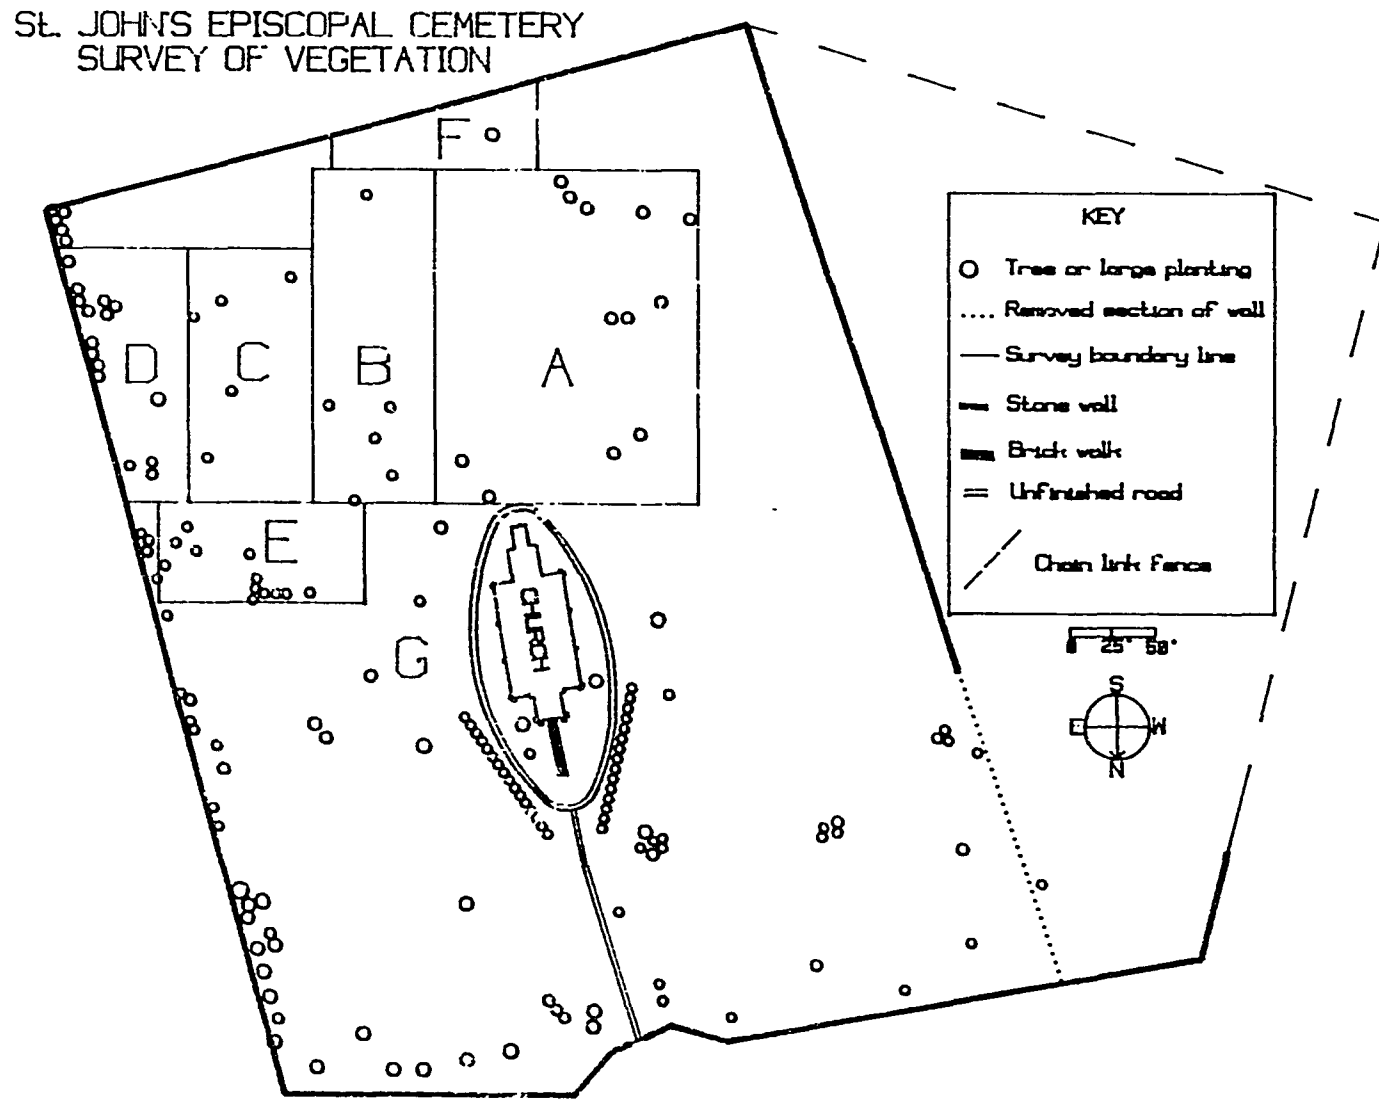 St. JOHN'S EPISCOPAL CEMETERY
SURVEY OF VEGETATION
F
KEY
Tree or large planting
Removed section of wall
Survey boundary line
Stone wall
Brick walk
Unfinished road
Chain link fence
D
C
B
A
E
CHURCH
G
0 25' 50'
S
E W
N